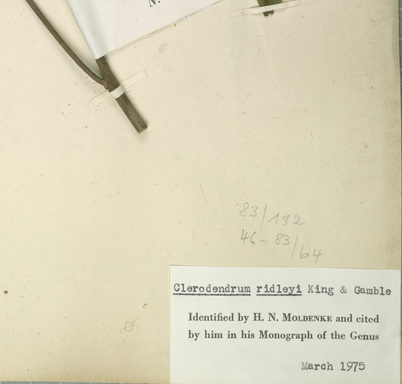 N.
83/132
46-83/64
Clerodendrum ridleyi King & Gamble
Identified by H. N. MOLDENKE and cited
by him in his Monograph of the Genus
March 1975